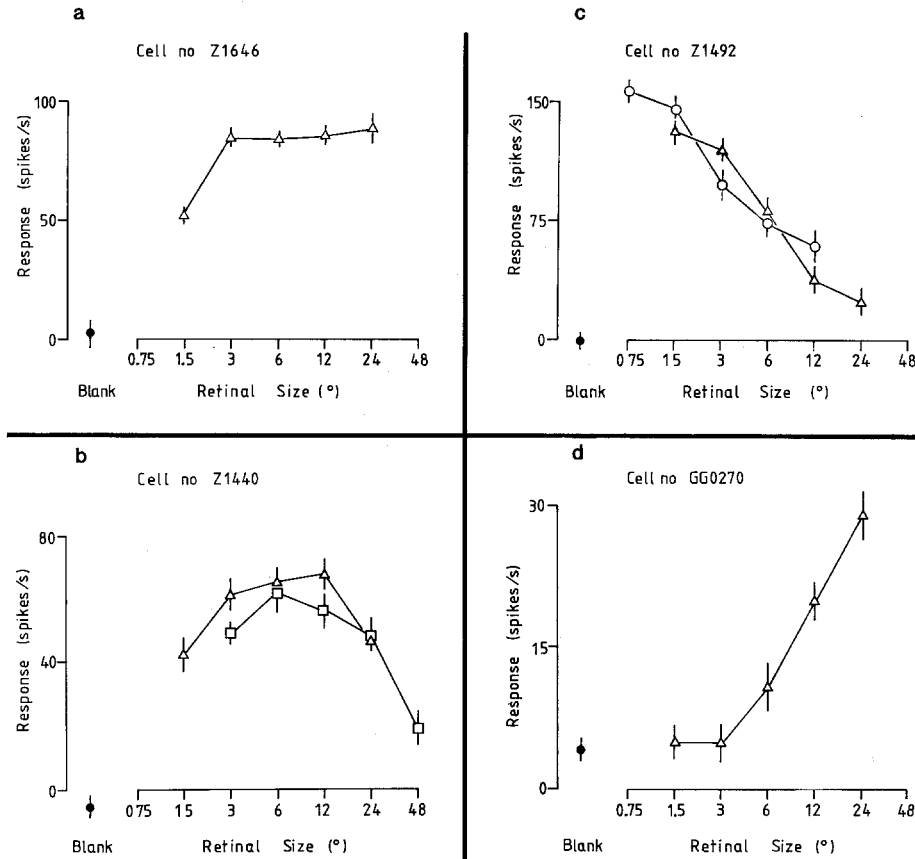 a
Cell no Z1646
Response (spikes/s)
100
50
0
0.75 1.5 3 6 12 24 48
Blank Retinal Size (°)
c
Cell no Z1492
Response (spikes/s)
150
75
0
0.75 1.5 3 6 12 24 48
Blank Retinal Size (°)
b
Cell no Z1440
Response (spikes/s)
80
40
0
0.75 1.5 3 6 12 24 48
Blank Retinal Size (°)
d
Cell no GG0270
Response (spikes/s)
30
15
0
0.75 1.5 3 6 12 24 48
Blank Retinal Size (°)